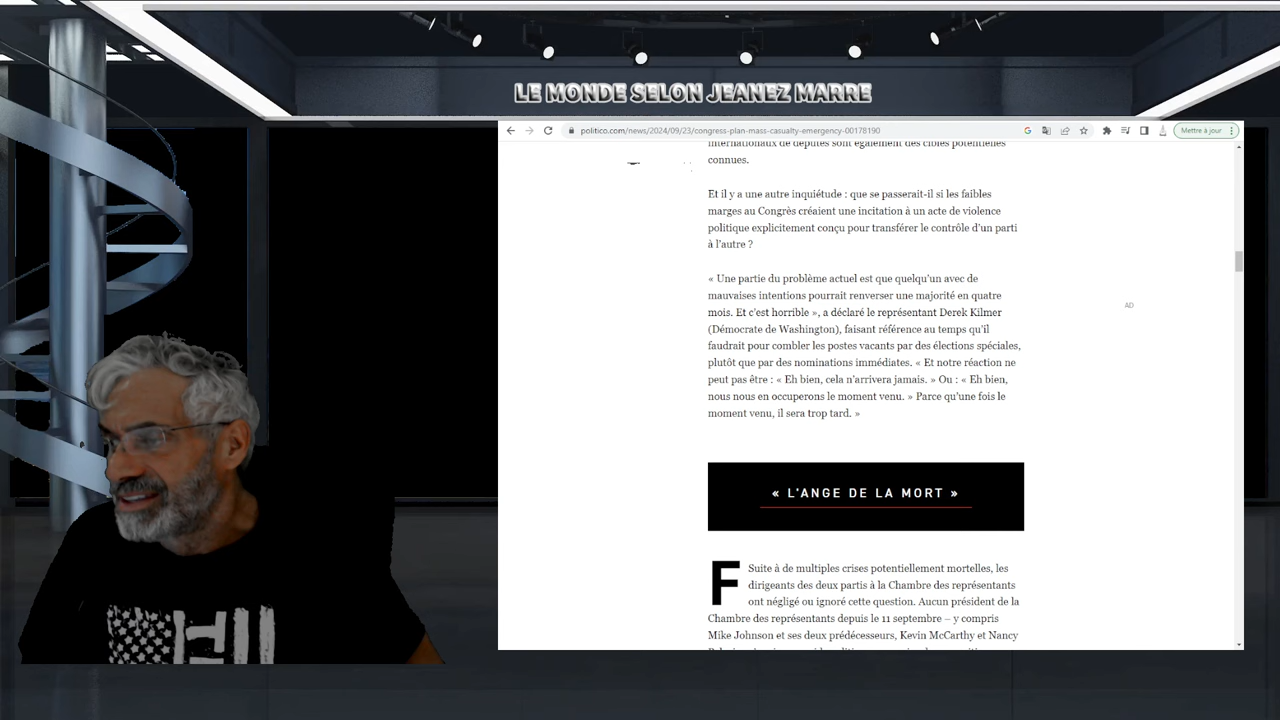 LE MONDE SELON JEANEZ MARRE
politico.com/news/2024/09/23/congress-plan-mass-casualty-emergency-00178190
Mettre à jour
internationaux de députés sont également des cibles potentielles
connues.
Et il y a une autre inquiétude : que se passerait-il si les faibles
marges au Congrès créaient une incitation à un acte de violence
politique explicitement conçu pour transférer le contrôle d'un parti
à l'autre ?
« Une partie du problème actuel est que quelqu'un avec de
mauvaises intentions pourrait renverser une majorité en quatre
mois. Et c'est horrible », a déclaré le représentant Derek Kilmer
(Démocrate de Washington), faisant référence au temps qu'il
faudrait pour combler les postes vacants par des élections spéciales,
plutôt que par des nominations immédiates. « Et notre réaction ne
peut pas être : « Eh bien, cela n'arrivera jamais. » Ou : « Eh bien,
nous nous en occuperons le moment venu. » Parce qu'une fois le
moment venu, il sera trop tard. »
AD
« L'ANGE DE LA MORT »
F Suite à de multiples crises potentiellement mortelles, les
dirigeants des deux partis à la Chambre des représentants
ont négligé ou ignoré cette question. Aucun président de la
Chambre des représentants depuis le 11 septembre – y compris
Mike Johnson et ses deux prédécesseurs, Kevin McCarthy et Nancy